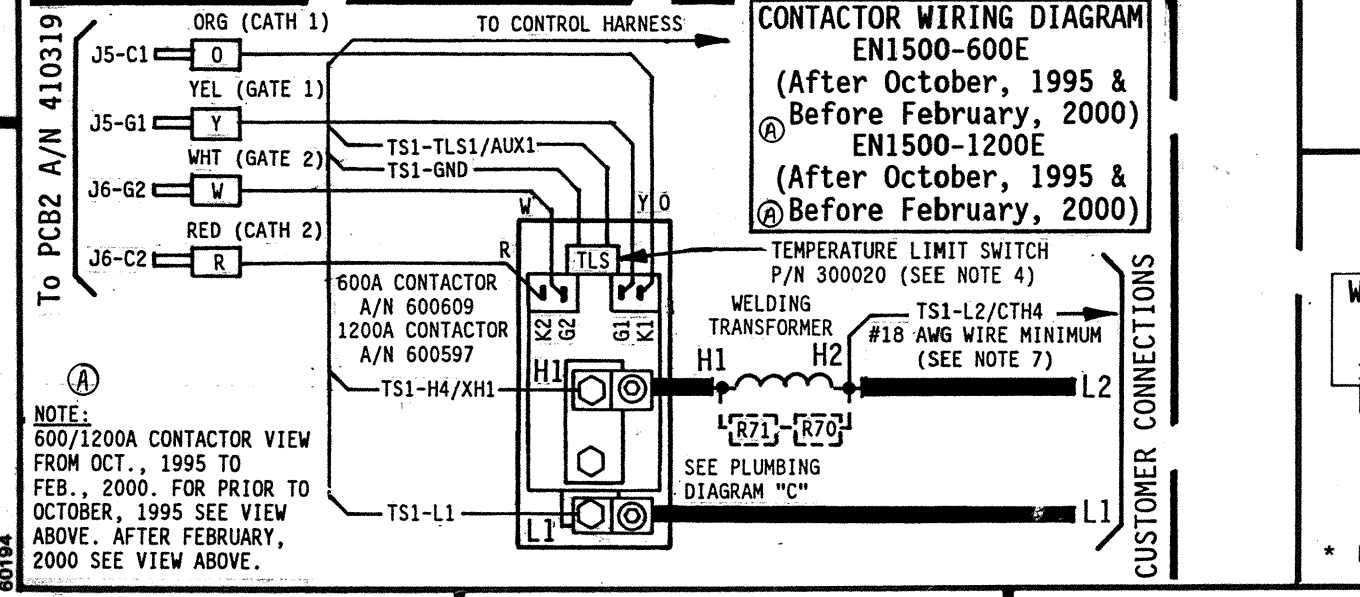 To PCB2 A/N 410319
ORG (CATH 1)
J5-C1
O
YEL (GATE 1)
J5-G1
Y
WHT (GATE 2)
J6-G2
W
RED (CATH 2)
J6-C2
R
TO CONTROL HARNESS
TS1-TLS1/AUX1
TS1-GND
W
Y
O
R
TLS
CONTACTOR WIRING DIAGRAM
EN1500-600E
(After October, 1995 &
Ⓐ Before February, 2000)
EN1500-1200E
(After October, 1995 &
Ⓐ Before February, 2000)
TEMPERATURE LIMIT SWITCH
P/N 300020 (SEE NOTE 4)
600A CONTACTOR
A/N 600609
1200A CONTACTOR
A/N 600597
K2
G2
G1
K1
WELDING
TRANSFORMER
TS1-L2/CTH4
#18 AWG WIRE MINIMUM
(SEE NOTE 7)
H1
H1
H2
TS1-H4/XH1
L2
R71
R70
SEE PLUMBING
DIAGRAM "C"
TS1-L1
L1
L1
CUSTOMER CONNECTIONS
Ⓐ
NOTE:
600/1200A CONTACTOR VIEW
FROM OCT., 1995 TO
FEB., 2000. FOR PRIOR TO
OCTOBER, 1995 SEE VIEW
ABOVE. AFTER FEBRUARY,
2000 SEE VIEW ABOVE.
60194
W
*